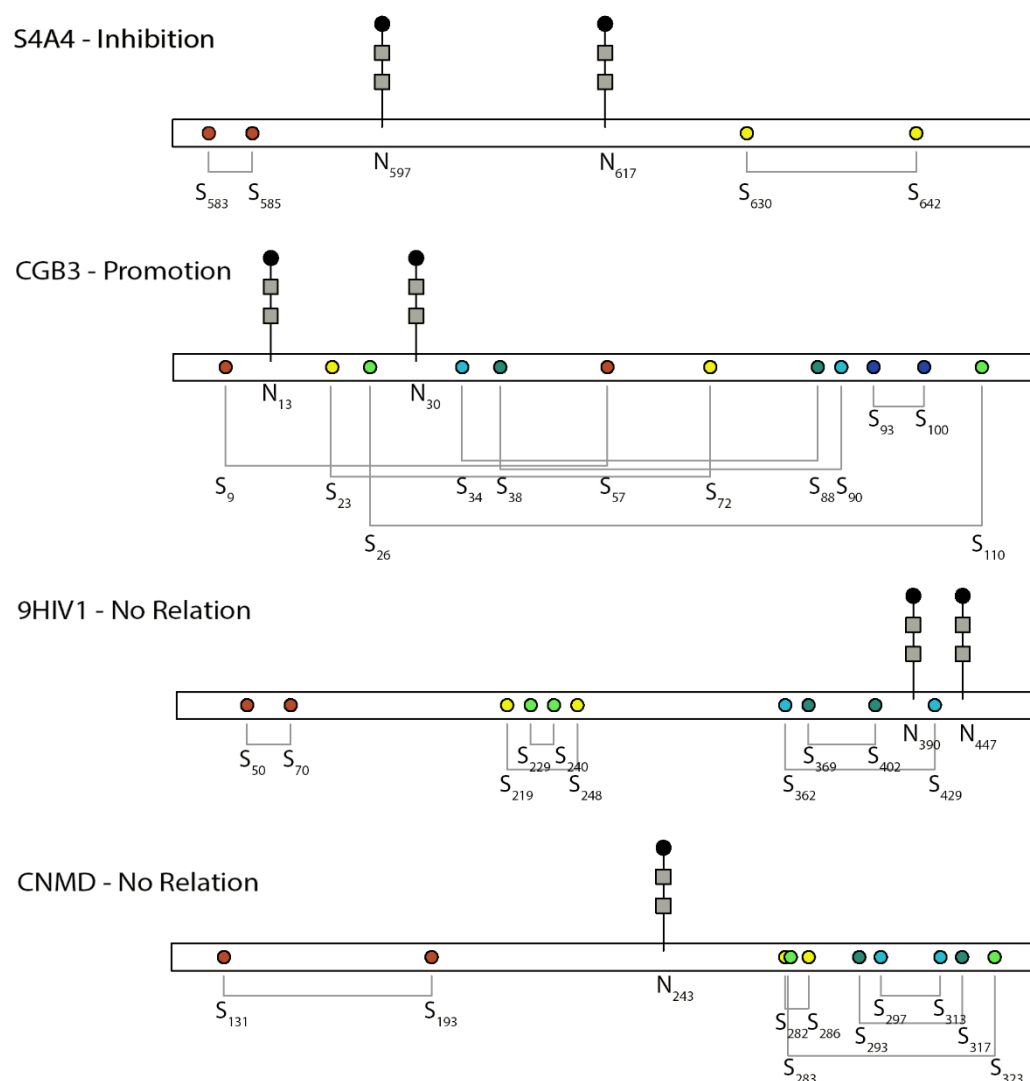 S4A4 - Inhibition
N597 N617
S583 S585 S630 S642
CGB3 - Promotion
N13 N30
S93 S100
S9 S23 S34 S38 S57 S72 S88 S90
S26 S110
9HIV1 - No Relation
N390 N447
S50 S70 S229 S240 S369 S402
S219 S248 S362 S429
CNMD - No Relation
N243
S131 S193 S282 S286 S297 S313
S293 S317
S283 S323